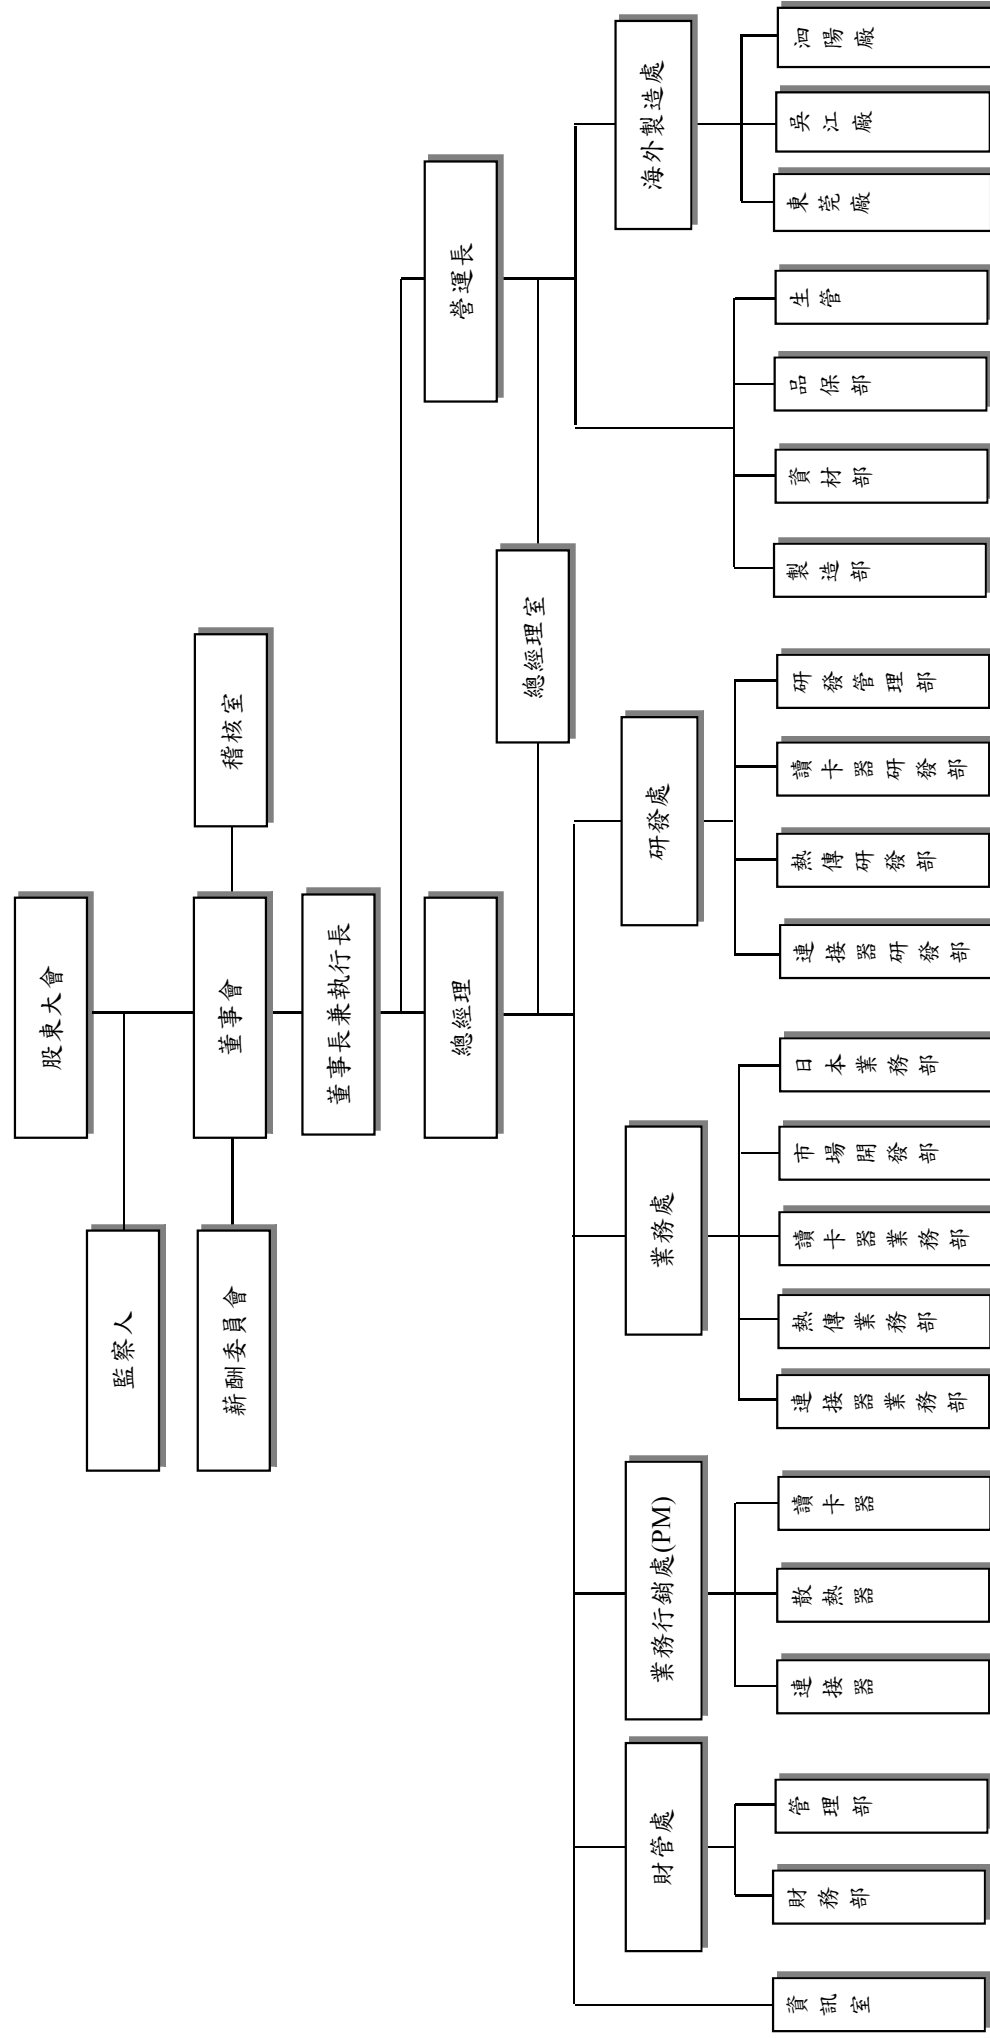 股東大會
監察人
董事會
稽核室
薪酬委員會
董事長兼執行長
總經理
營運長
總經理室
資訊室
財管處
業務行銷處(PM)
業務處
研發處
海外製造處
財務部
管理部
連接器
散熱器
讀卡器
連接器業務部
熱傳業務部
讀卡器業務部
市場開發部
日本業務部
連接器研發部
熱傳研發部
讀卡器研發部
研發管理部
製造部
資材部
品保部
生管
東莞廠
吳江廠
泗陽廠